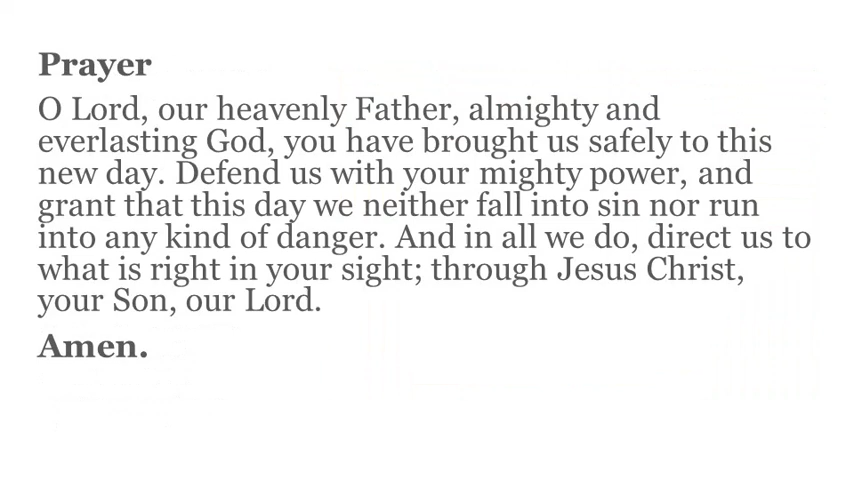 Prayer
O Lord, our heavenly Father, almighty and
everlasting God, you have brought us safely to this
new day. Defend us with your mighty power, and
grant that this day we neither fall into sin nor run
into any kind of danger. And in all we do, direct us to
what is right in your sight; through Jesus Christ,
your Son, our Lord.
Amen.